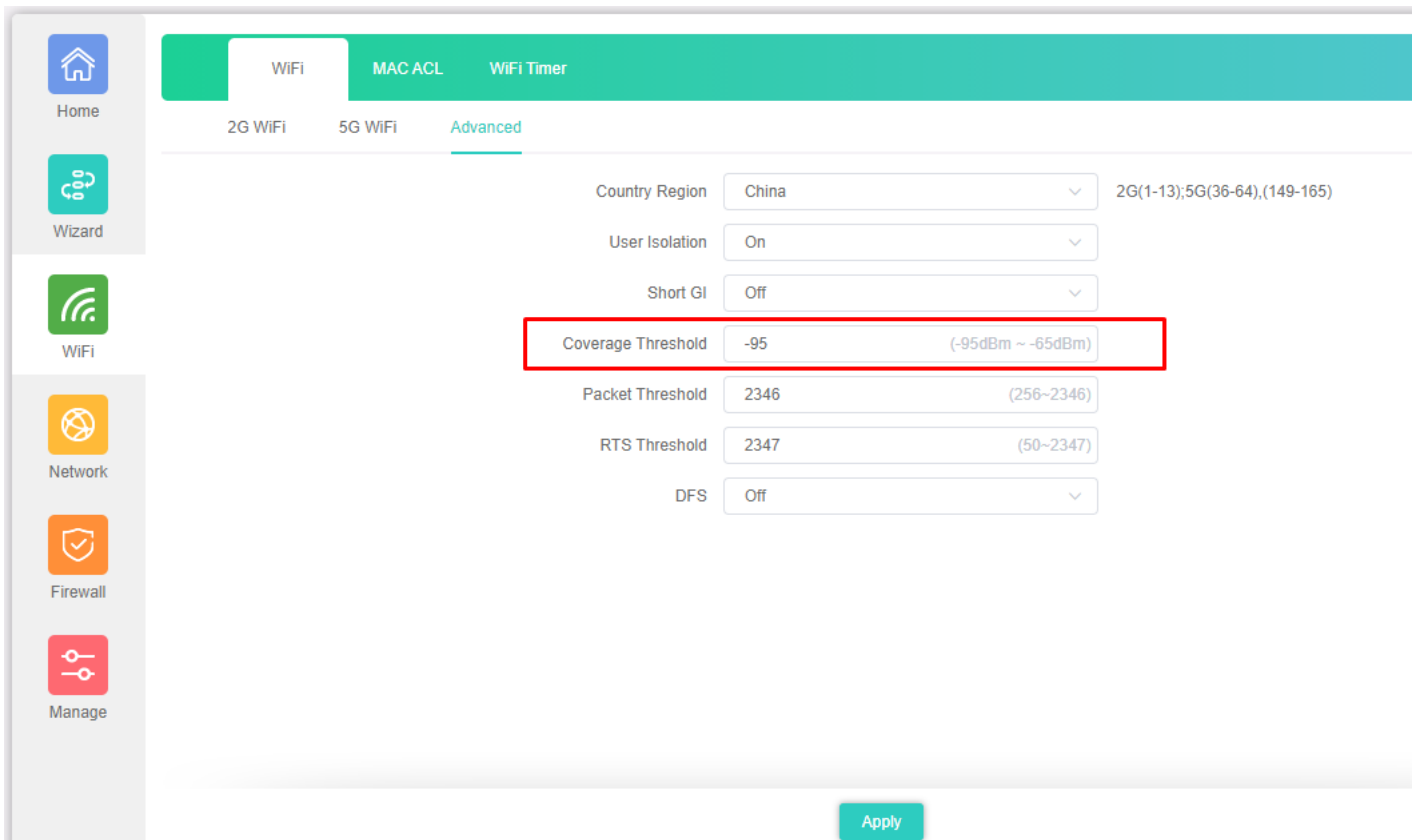 Home
Wizard
WiFi
Network
Firewall
Manage
WiFi MAC ACL WiFi Timer
2G WiFi 5G WiFi Advanced
Country Region China 2G(1-13);5G(36-64),(149-165)
User Isolation On
Short GI Off
Coverage Threshold -95 (-95dBm ~ -65dBm)
Packet Threshold 2346 (256~2346)
RTS Threshold 2347 (50~2347)
DFS Off
Apply